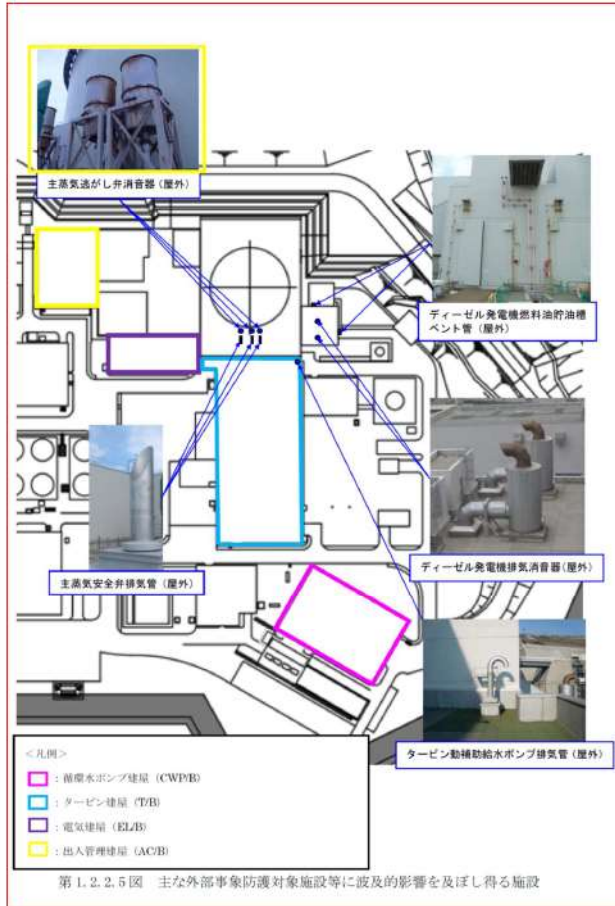 主蒸気逃がし弁消音器（屋外）
ディーゼル発電機燃料油貯油槽
ベント管（屋外）
主蒸気安全弁排気管（屋外）
ディーゼル発電機排気消音器（屋外）
タービン動補助給水ポンプ排気管（屋外）
＜凡例＞
：循環水ポンプ建屋（CWP/B）
：タービン建屋（T/B）
：電気建屋（EL/B）
：出入管理建屋（AC/B）
第1.2.2.5図　主な外部事象防護対象施設等に波及的影響を及ぼし得る施設